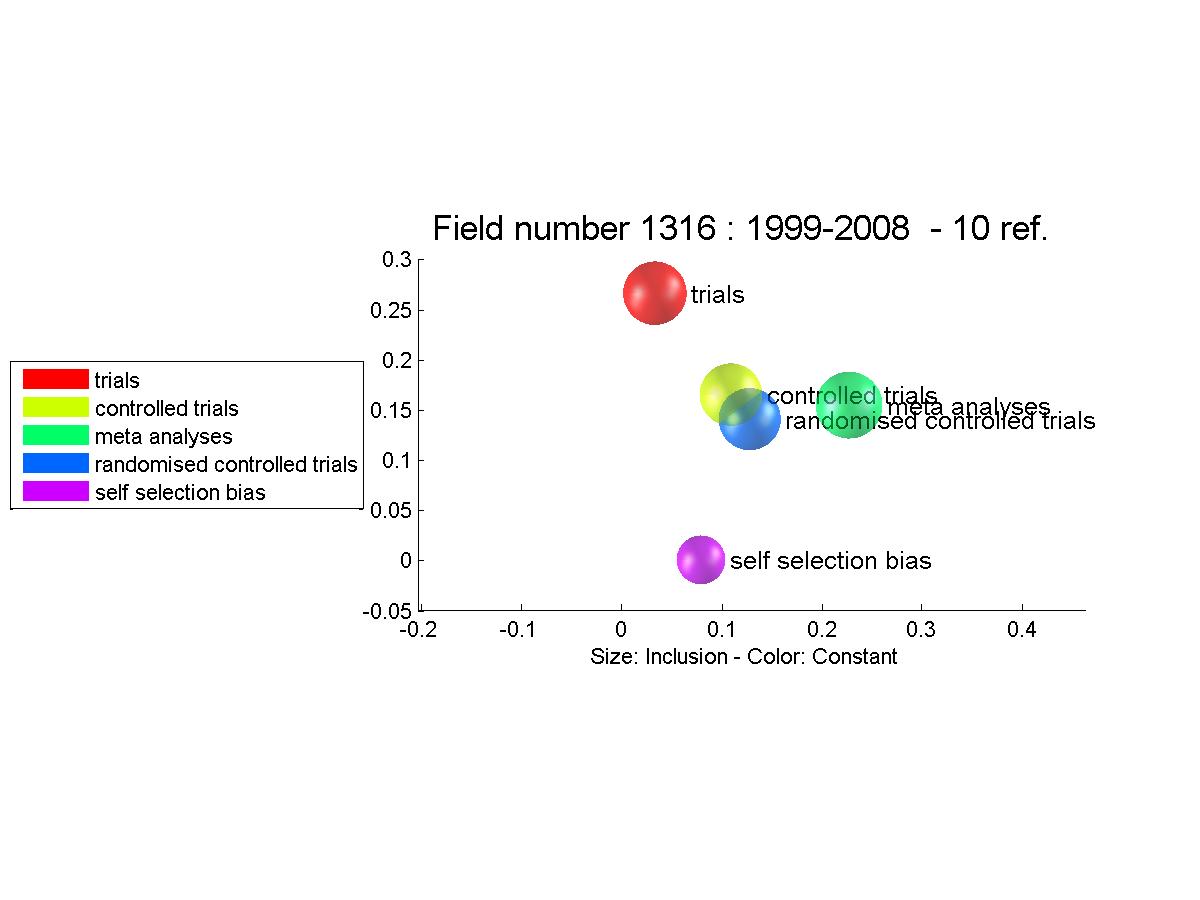 Field number 1316 : 1999-2008  - 10 ref.
trials
controlled trials
meta analyses
randomised controlled trials
self selection bias
0.3
0.25
0.2
0.15
0.1
0.05
0
-0.05
trials
controlled trials
meta analyses
randomised controlled trials
self selection bias
-0.2 -0.1 0 0.1 0.2 0.3 0.4
Size: Inclusion - Color: Constant